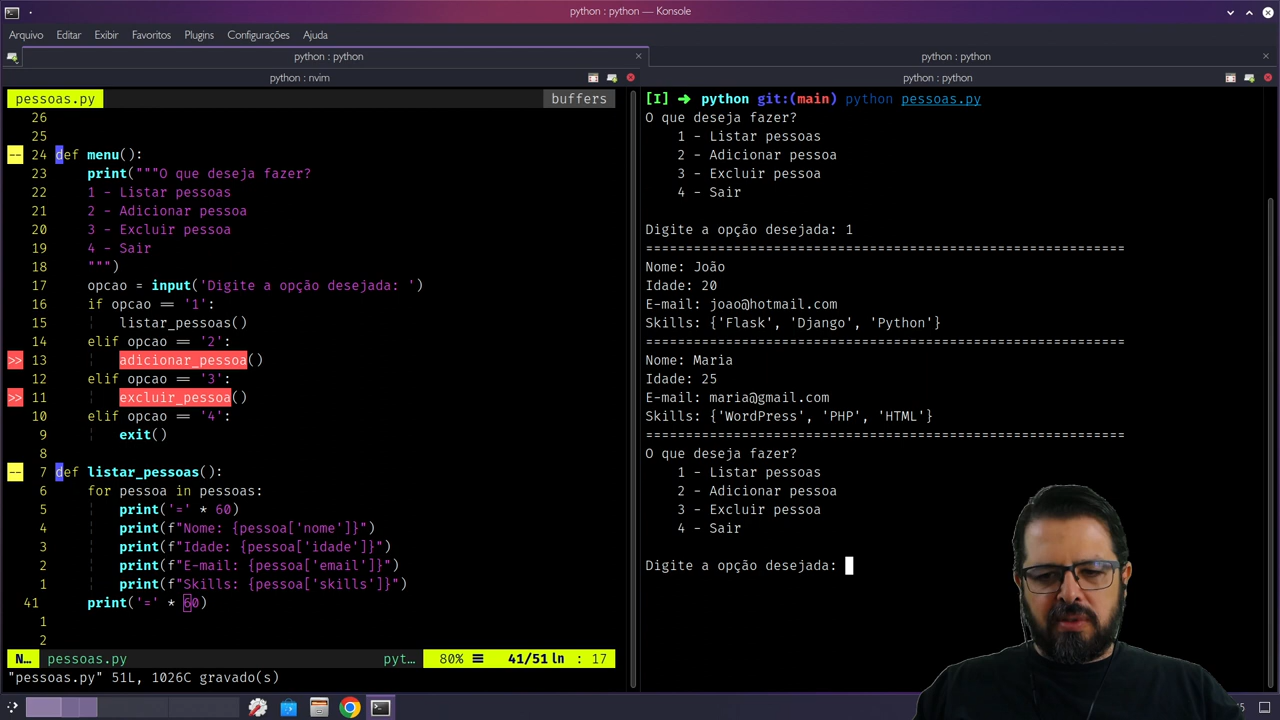 python : python — Konsole
Arquivo Editar Exibir Favoritos Plugins Configurações Ajuda
python : python
python : python
python : nvim
python : python
pessoas.py buffers
26
25
-- 24 def menu():
23 print("""O que deseja fazer?
22 1 - Listar pessoas
21 2 - Adicionar pessoa
20 3 - Excluir pessoa
19 4 - Sair
18 """)
17 opcao = input('Digite a opção desejada: ')
16 if opcao == '1':
15 listar_pessoas()
14 elif opcao == '2':
>> 13 adicionar_pessoa()
12 elif opcao == '3':
>> 11 excluir_pessoa()
10 elif opcao == '4':
9 exit()
8
-- 7 def listar_pessoas():
6 for pessoa in pessoas:
5 print('=' * 60)
4 print(f"Nome: {pessoa['nome']}")
3 print(f"Idade: {pessoa['idade']}")
2 print(f"E-mail: {pessoa['email']}")
1 print(f"Skills: {pessoa['skills']}")
41 print('=' * 60)
1
2
N… pessoas.py pyt… 80% 41/51 ln : 17
"pessoas.py" 51L, 1026C gravado(s)
[I] ➜ python git:(main) python pessoas.py
O que deseja fazer?
1 - Listar pessoas
2 - Adicionar pessoa
3 - Excluir pessoa
4 - Sair
Digite a opção desejada: 1
============================================================
Nome: João
Idade: 20
E-mail: joao@hotmail.com
Skills: {'Flask', 'Django', 'Python'}
============================================================
Nome: Maria
Idade: 25
E-mail: maria@gmail.com
Skills: {'WordPress', 'PHP', 'HTML'}
============================================================
O que deseja fazer?
1 - Listar pessoas
2 - Adicionar pessoa
3 - Excluir pessoa
4 - Sair
Digite a opção desejada: